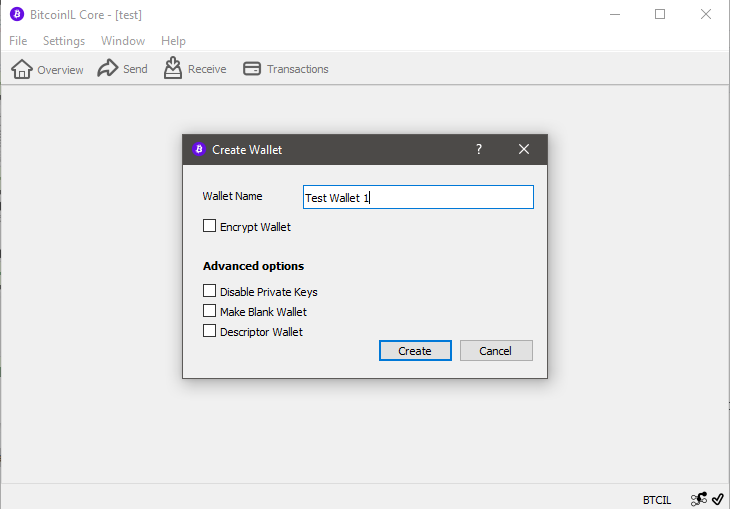 BitcoinIL Core - [test]
File Settings Window Help
Overview Send Receive Transactions
Create Wallet ?
Wallet Name Test Wallet 1
Encrypt Wallet
Advanced options
Disable Private Keys
Make Blank Wallet
Descriptor Wallet
Create Cancel
BTCIL